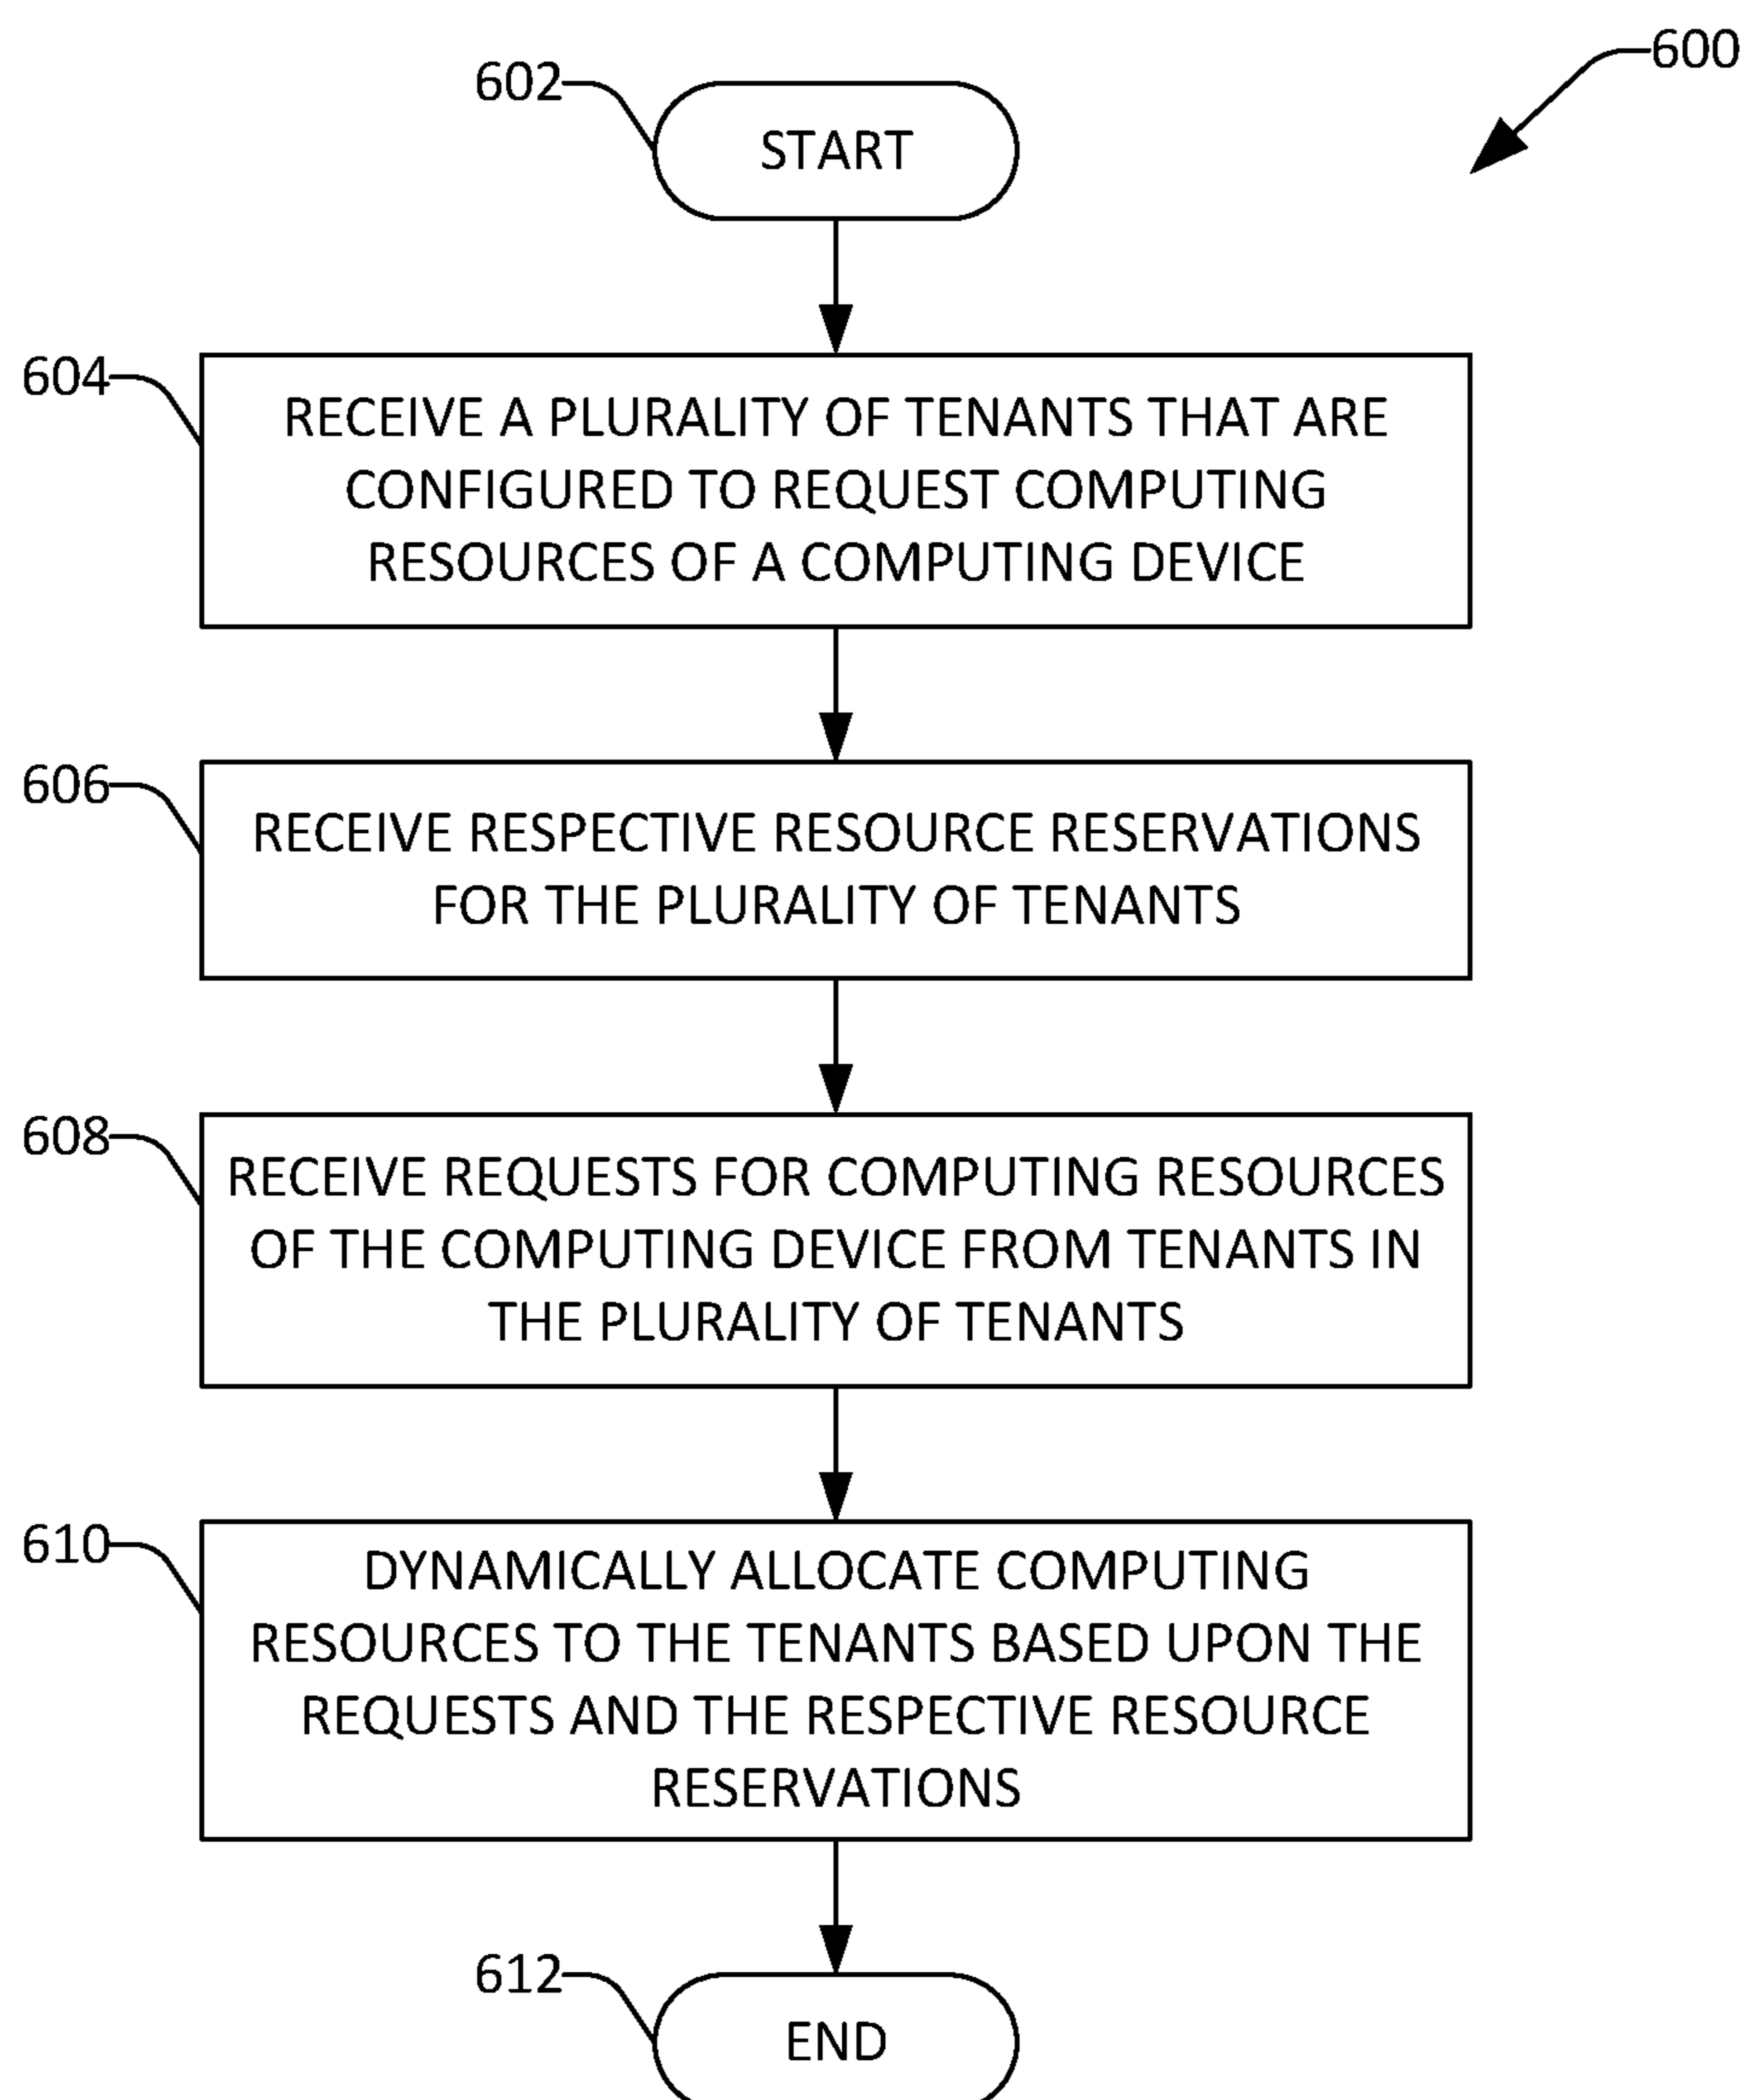 600
602
START
604
RECEIVE A PLURALITY OF TENANTS THAT ARE
CONFIGURED TO REQUEST COMPUTING
RESOURCES OF A COMPUTING DEVICE
606
RECEIVE RESPECTIVE RESOURCE RESERVATIONS
FOR THE PLURALITY OF TENANTS
608
RECEIVE REQUESTS FOR COMPUTING RESOURCES
OF THE COMPUTING DEVICE FROM TENANTS IN
THE PLURALITY OF TENANTS
610
DYNAMICALLY ALLOCATE COMPUTING
RESOURCES TO THE TENANTS BASED UPON THE
REQUESTS AND THE RESPECTIVE RESOURCE
RESERVATIONS
612
END